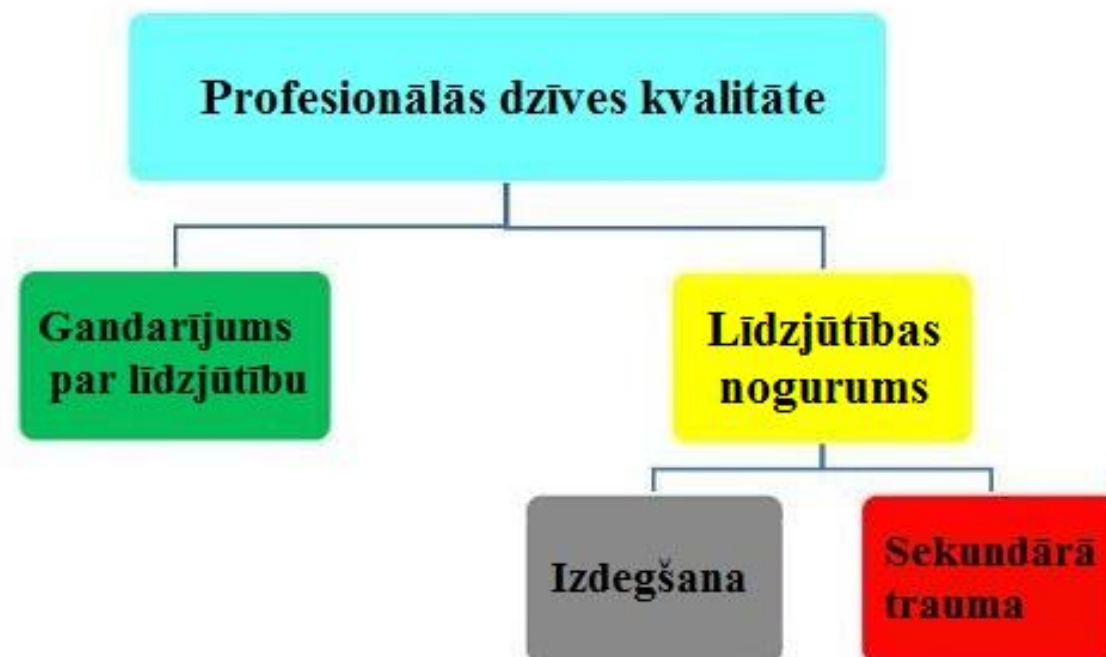 Profesionālās dzīves kvalitāte
Gandarījums
par līdzjūtību
Līdzjūtības
nogurums
Izdegšana
Sekundārā
trauma